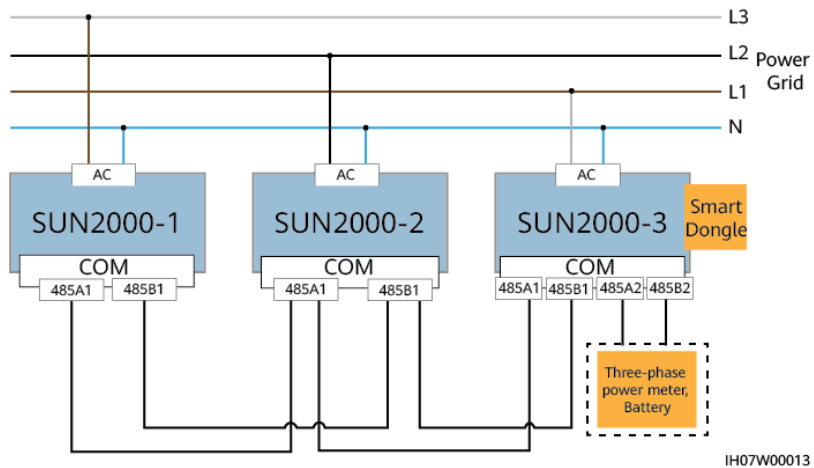 L3
L2
Power
Grid
L1
N
AC
AC
AC
SUN2000-1
SUN2000-2
SUN2000-3
Smart
Dongle
COM
COM
COM
485A1
485B1
485A1
485B1
485A1
485B1
485A2
485B2
Three-phase
power meter,
Battery
IH07W00013